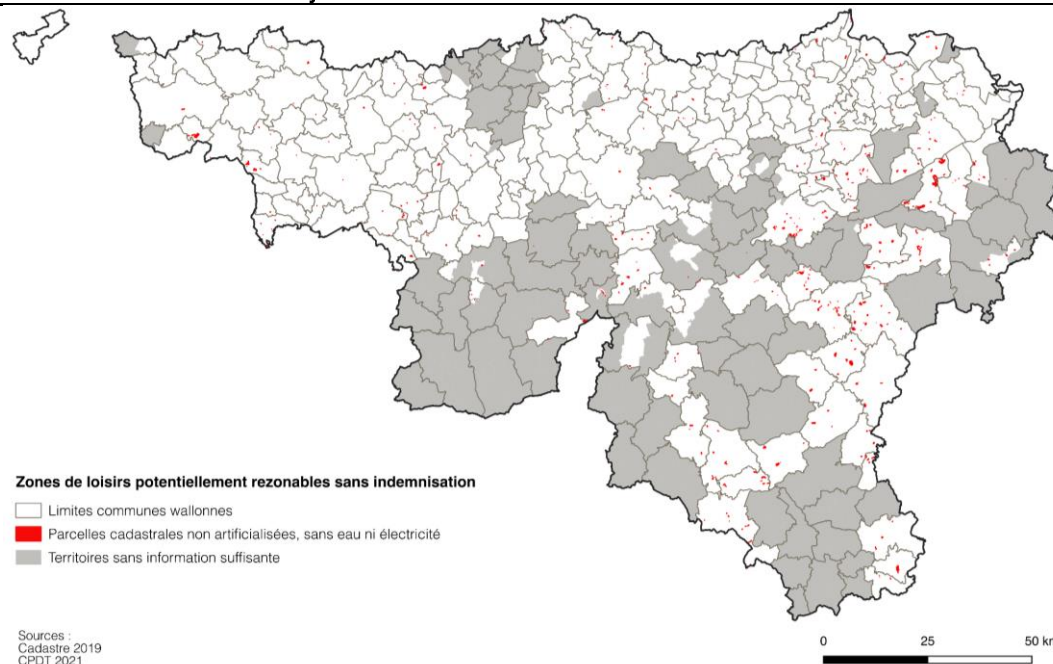 Zones de loisirs potentiellement rezonables sans indemnisation
Limites communes wallonnes
Parcelles cadastrales non artificialisées, sans eau ni électricité
Territoires sans information suffisante
Sources :
Cadastre 2019
CPDT 2021
0 25 50 km